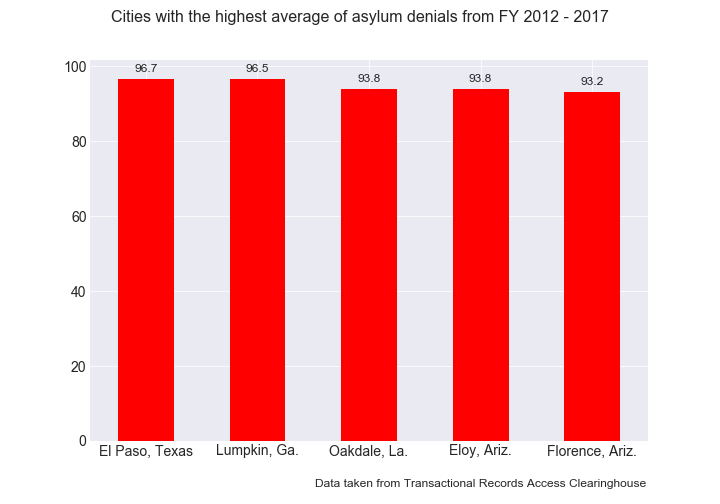 Cities with the highest average of asylum denials from FY 2012 - 2017
100
80
60
40
20
0
96.7
96.5
93.8
93.8
93.2
El Paso, Texas
Lumpkin, Ga.
Oakdale, La.
Eloy, Ariz.
Florence, Ariz.
Data taken from Transactional Records Access Clearinghouse